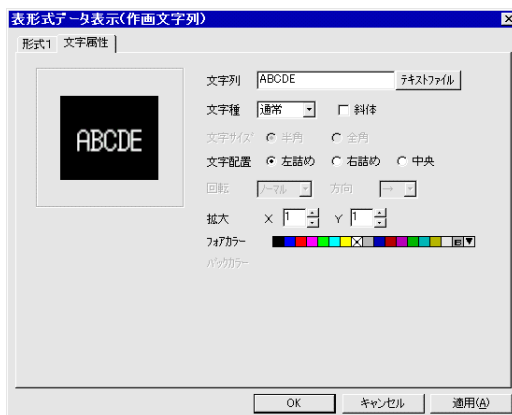 表形式データ表示(作画文字列)
形式1 文字属性
文字列 ABCDE テキストファイル
ABCDE
文字種 通常 斜体
文字サイズ 半角 全角
文字配置 左詰め 右詰め 中央
回転 ノーマル 方向 →
拡大 X 1 Y 1
フォアカラー
バックカラー
OK キャンセル 適用(A)